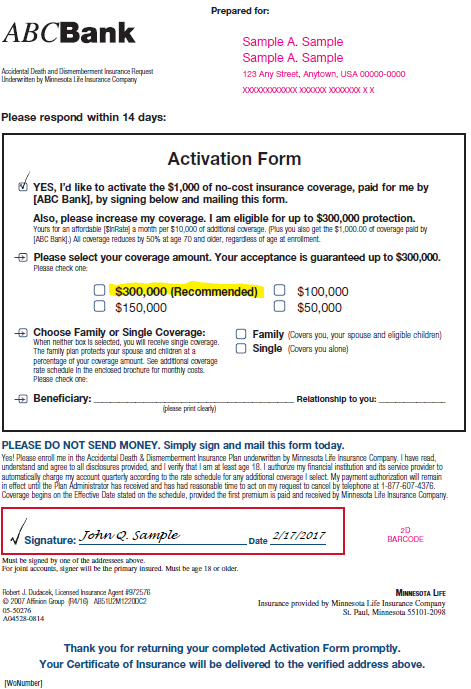 Prepared for:
ABCBank
Sample A. Sample
Sample A. Sample
Accidental Death and Dismemberment Insurance Request
Underwritten by Minnesota Life Insurance Company
123 Any Street, Anytown, USA 00000-0000
XXXXXXXXXXXX XXXXXX XXXXXXX X X
Please respond within 14 days:
Activation Form
YES, I'd like to activate the $1,000 of no-cost insurance coverage, paid for me by
[ABC Bank], by signing below and mailing this form.
Also, please increase my coverage. I am eligible for up to $300,000 protection.
Yours for an affordable [$InRate] a month per $10,000 of additional coverage. (Plus you also get the $1,000.00 of coverage paid by
[ABC Bank].) All coverage reduces by 50% at age 70 and older, regardless of age at enrollment.
Please select your coverage amount. Your acceptance is guaranteed up to $300,000.
Please check one:
$300,000 (Recommended) $100,000
$150,000 $50,000
Choose Family or Single Coverage:
When neither box is selected, you will receive single coverage.
The family plan protects your spouse and children at a
percentage of your coverage amount. See additional coverage
rate schedule in the enclosed brochure for monthly costs.
Please check one:
Family (Covers you, your spouse and eligible children)
Single (Covers you alone)
Beneficiary: Relationship to you:
(please print clearly)
PLEASE DO NOT SEND MONEY. Simply sign and mail this form today.
Yes! Please enroll me in the Accidental Death & Dismemberment Insurance Plan underwritten by Minnesota Life Insurance Company. I have read,
understand and agree to all disclosures provided, and I verify that I am at least age 18. I authorize my financial institution and its service provider to
automatically charge my account quarterly according to the rate schedule for any additional coverage I select. My payment authorization will remain
in effect until the Plan Administrator has received and has had reasonable time to act on my request to cancel by telephone at 1-877-607-4376.
Coverage begins on the Effective Date stated on the schedule, provided the first premium is paid and received by Minnesota Life Insurance Company.
Signature: John Q. Sample Date 2/17/2017
2D
BARCODE
Must be signed by one of the addressees above.
For joint accounts, signer will be the primary insured. Must be age 18 or older.
Robert J. Dudacek, Licensed Insurance Agent #972576
© 2007 Affinion Group (R4/16) AB51U2M1220DC2
05-50276
A04528-0814
MINNESOTA LIFE
Insurance provided by Minnesota Life Insurance Company
St. Paul, Minnesota 55101-2098
Thank you for returning your completed Activation Form promptly.
Your Certificate of Insurance will be delivered to the verified address above.
[WoNumber]